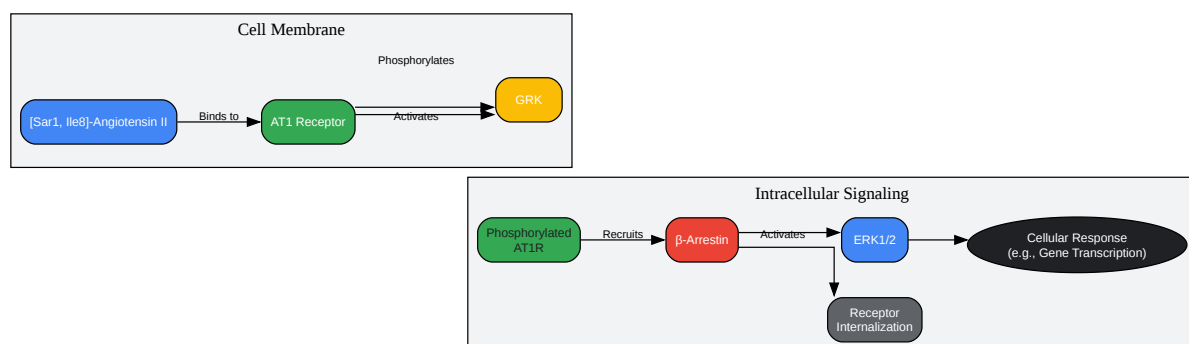 Cell Membrane
Phosphorylates
[Sar1, Ile8]-Angiotensin II
Binds to
AT1 Receptor
Activates
GRK
Intracellular Signaling
Phosphorylated
AT1R
Recruits
β-Arrestin
Activates
ERK1/2
Cellular Response
(e.g., Gene Transcription)
Receptor
Internalization